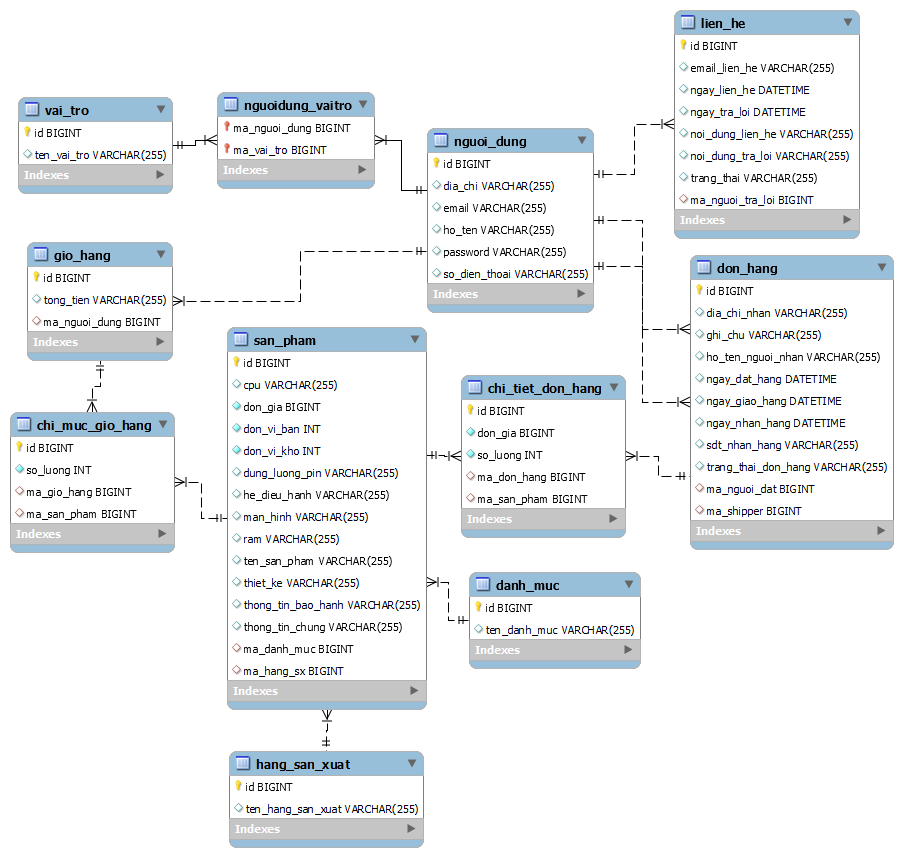 vai_tro
id BIGINT
ten_vai_tro VARCHAR(255)
Indexes
nguoidung_vaitro
ma_nguoi_dung BIGINT
ma_vai_tro BIGINT
Indexes
nguoi_dung
id BIGINT
dia_chi VARCHAR(255)
email VARCHAR(255)
ho_ten VARCHAR(255)
password VARCHAR(255)
so_dien_thoai VARCHAR(255)
Indexes
lien_he
id BIGINT
email_lien_he VARCHAR(255)
ngay_lien_he DATETIME
ngay_tra_loi DATETIME
noi_dung_lien_he VARCHAR(255)
noi_dung_tra_loi VARCHAR(255)
trang_thai VARCHAR(255)
ma_nguoi_tra_loi BIGINT
Indexes
gio_hang
id BIGINT
tong_tien VARCHAR(255)
ma_nguoi_dung BIGINT
Indexes
don_hang
id BIGINT
dia_chi_nhan VARCHAR(255)
ghi_chu VARCHAR(255)
ho_ten_nguoi_nhan VARCHAR(255)
ngay_dat_hang DATETIME
ngay_giao_hang DATETIME
ngay_nhan_hang DATETIME
sdt_nhan_hang VARCHAR(255)
trang_thai_don_hang VARCHAR(255)
ma_nguoi_dat BIGINT
ma_shipper BIGINT
Indexes
san_pham
id BIGINT
cpu VARCHAR(255)
don_gia BIGINT
don_vi_ban INT
don_vi_kho INT
dung_luong_pin VARCHAR(255)
he_dieu_hanh VARCHAR(255)
man_hinh VARCHAR(255)
ram VARCHAR(255)
ten_san_pham VARCHAR(255)
thiet_ke VARCHAR(255)
thong_tin_bao_hanh VARCHAR(255)
thong_tin_chung VARCHAR(255)
ma_danh_muc BIGINT
ma_hang_sx BIGINT
Indexes
chi_tiet_don_hang
id BIGINT
don_gia BIGINT
so_luong INT
ma_don_hang BIGINT
ma_san_pham BIGINT
Indexes
chi_muc_gio_hang
id BIGINT
so_luong INT
ma_gio_hang BIGINT
ma_san_pham BIGINT
Indexes
danh_muc
id BIGINT
ten_danh_muc VARCHAR(255)
Indexes
hang_san_xuat
id BIGINT
ten_hang_san_xuat VARCHAR(255)
Indexes